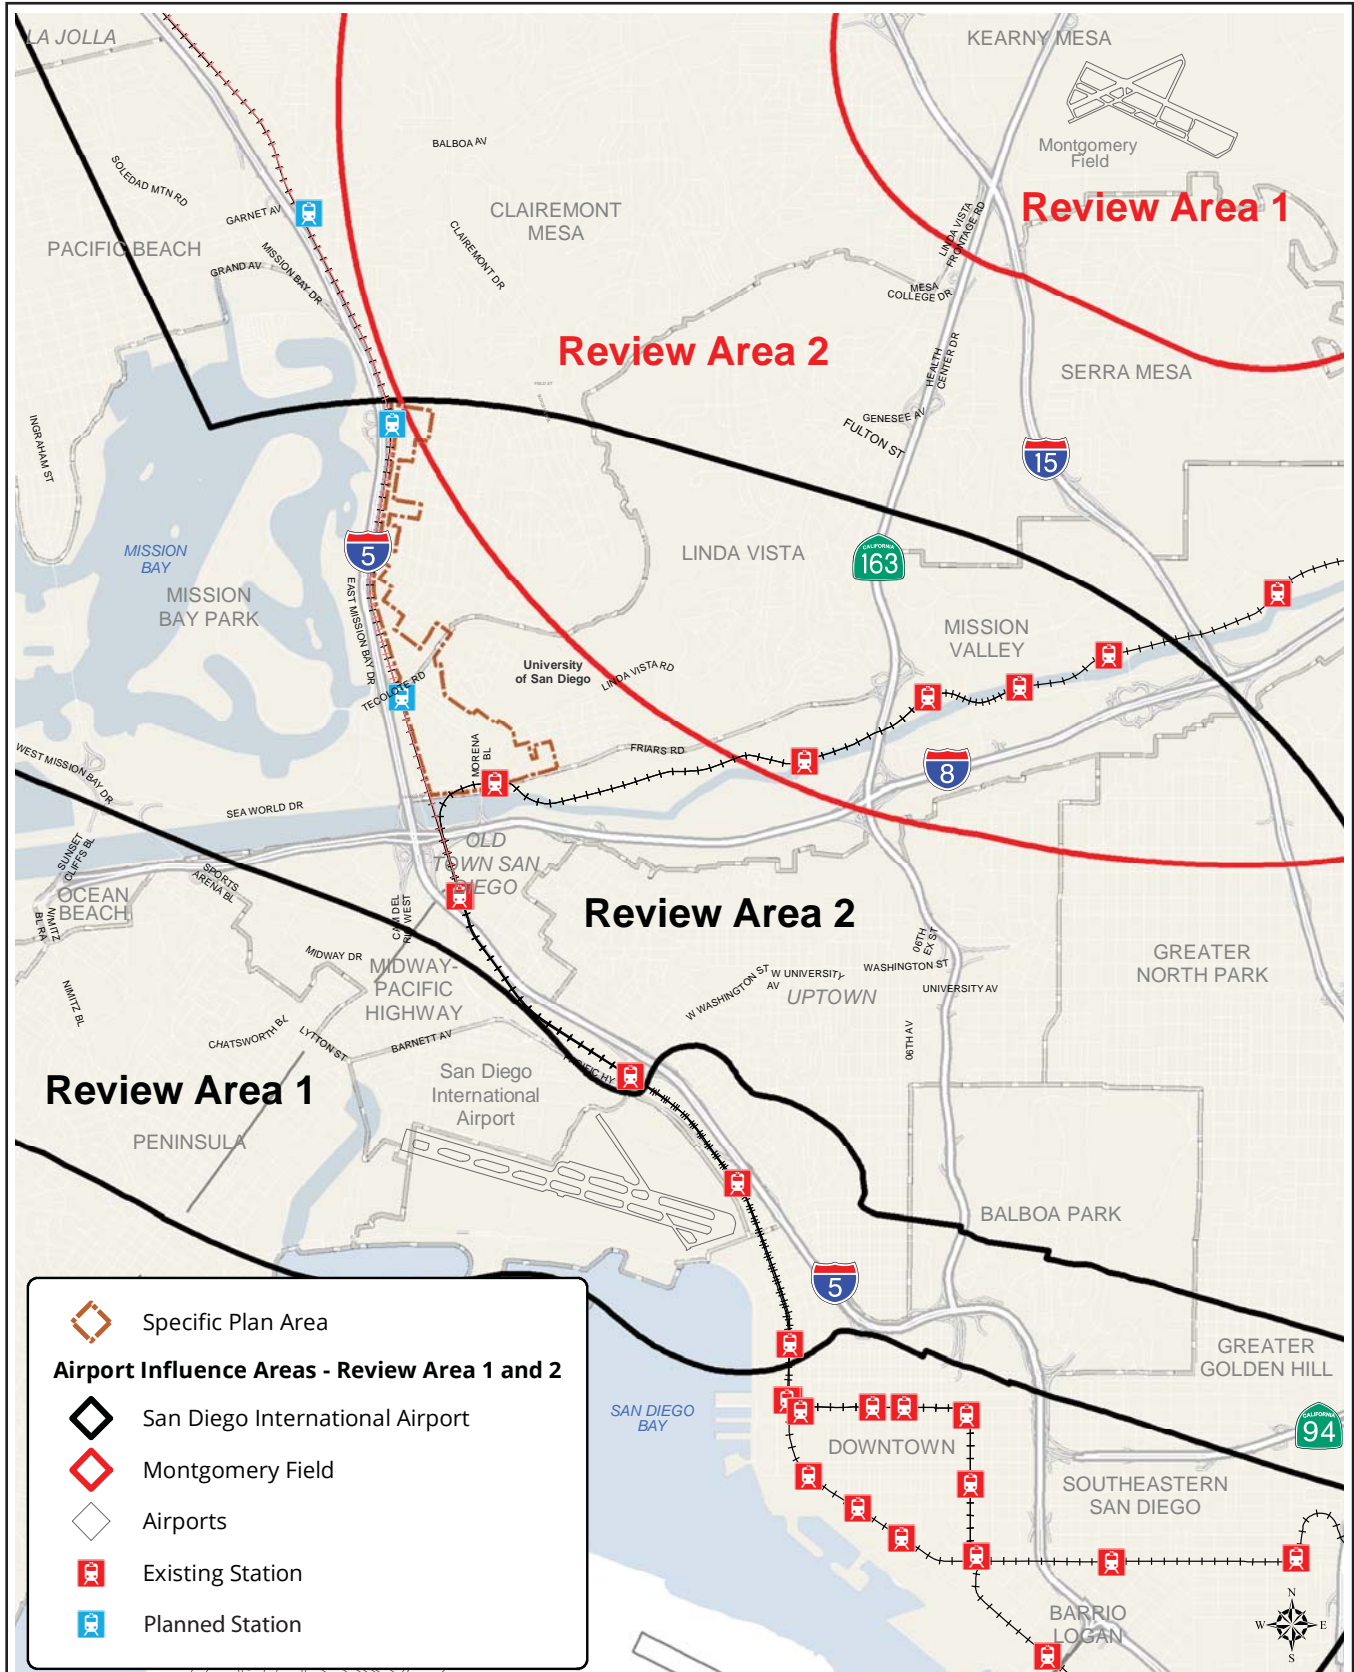 LA JOLLA
KEARNY MESA
Montgomery
Field
BALBOA AV
SOLEDAD MTN RD
GARNET AV
CLAIREMONT
MESA
Review Area 1
LINDA VISTA
FRONTAGE RD
PACIFIC BEACH
MISSION BAY DR
CLAIREMONT DR
GRAND AV
MESA
COLLEGE DR
Review Area 2
HEALTH
CENTER DR
SERRA MESA
INGRAHAM ST
GENESEE AV
FULTON ST
15
5
MISSION
BAY
LINDA VISTA
CALIFORNIA
163
MISSION
BAY PARK
EAST MISSION BAY DR
MISSION
VALLEY
University
of San Diego
LINDA VISTA RD
TECOLOTE RD
MORENA
BL
FRIARS RD
WEST MISSION BAY DR
8
SEA WORLD DR
SUNSET
CLIFFS BL
OLD
TOWN SAN
DIEGO
SPORTS
ARENA BL
OCEAN
BEACH
NIMITZ
BL RA
CAM DEL
RIO WEST
Review Area 2
06TH
EX ST
GREATER
NORTH PARK
MIDWAY DR
MIDWAY-
PACIFIC
HIGHWAY
W WASHINGTON ST
W UNIVERSITY
AV
WASHINGTON ST
UPTOWN
UNIVERSITY AV
NIMITZ BL
CHATSWORTH BL
LYTTON ST
BARNETT AV
06TH AV
PACIFIC HY
Review Area 1
San Diego
International
Airport
PENINSULA
BALBOA PARK
5
GREATER
GOLDEN HILL
SAN DIEGO
BAY
DOWNTOWN
CALIFORNIA
94
SOUTHEASTERN
SAN DIEGO
BARRIO
LOGAN
N
W
E
S
Specific Plan Area
Airport Influence Areas - Review Area 1 and 2
San Diego International Airport
Montgomery Field
Airports
Existing Station
Planned Station